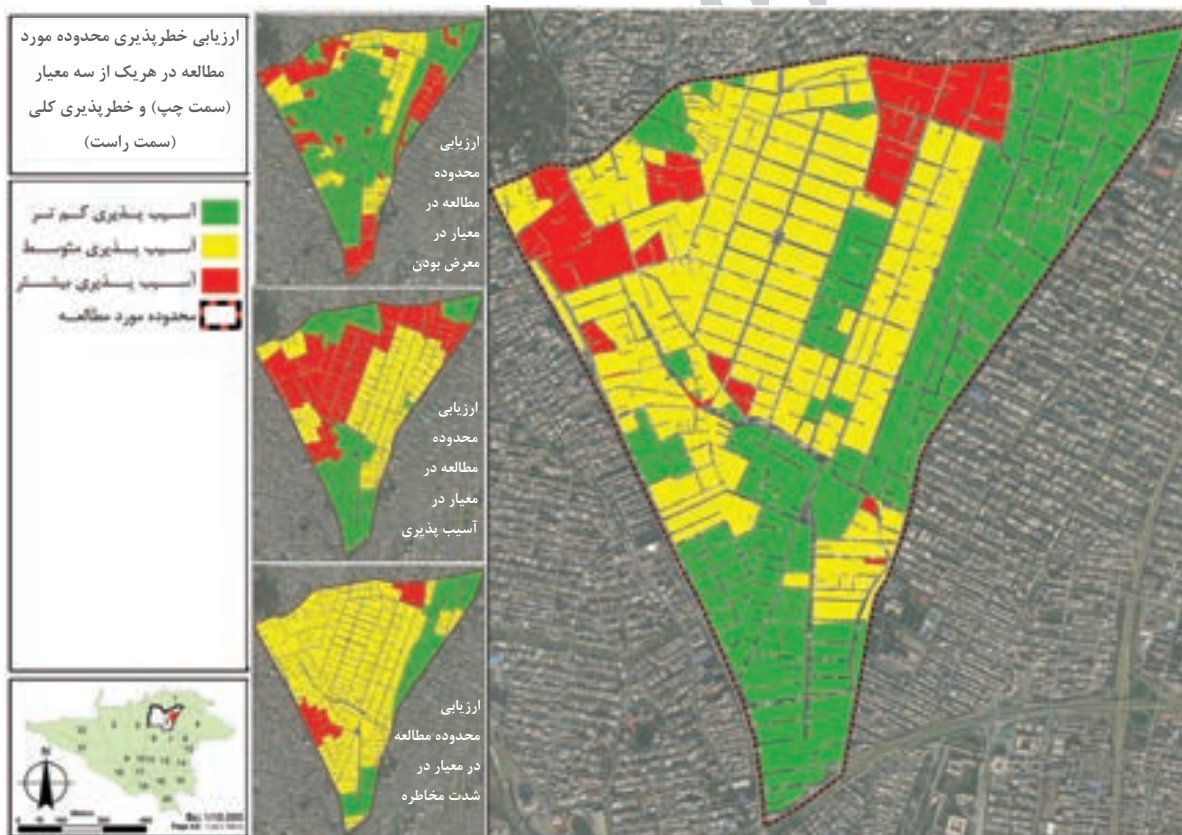 ارزیابی خطرپذیری محدوده مورد
مطالعه در هریک از سه معیار
(سمت چپ) و خطرپذیری کلی
(سمت راست)
آسیب پذیری کم تر
آسیب پذیری متوسط
آسیب پذیری بیشتر
محدوده مورد مطالعه
ارزیابی
محدوده
مطالعه در
معیار در
معرض بودن
ارزیابی
محدوده
مطالعه در
معیار در
آسیب پذیری
ارزیابی
محدوده مطالعه
در معیار در
شدت مخاطره
N